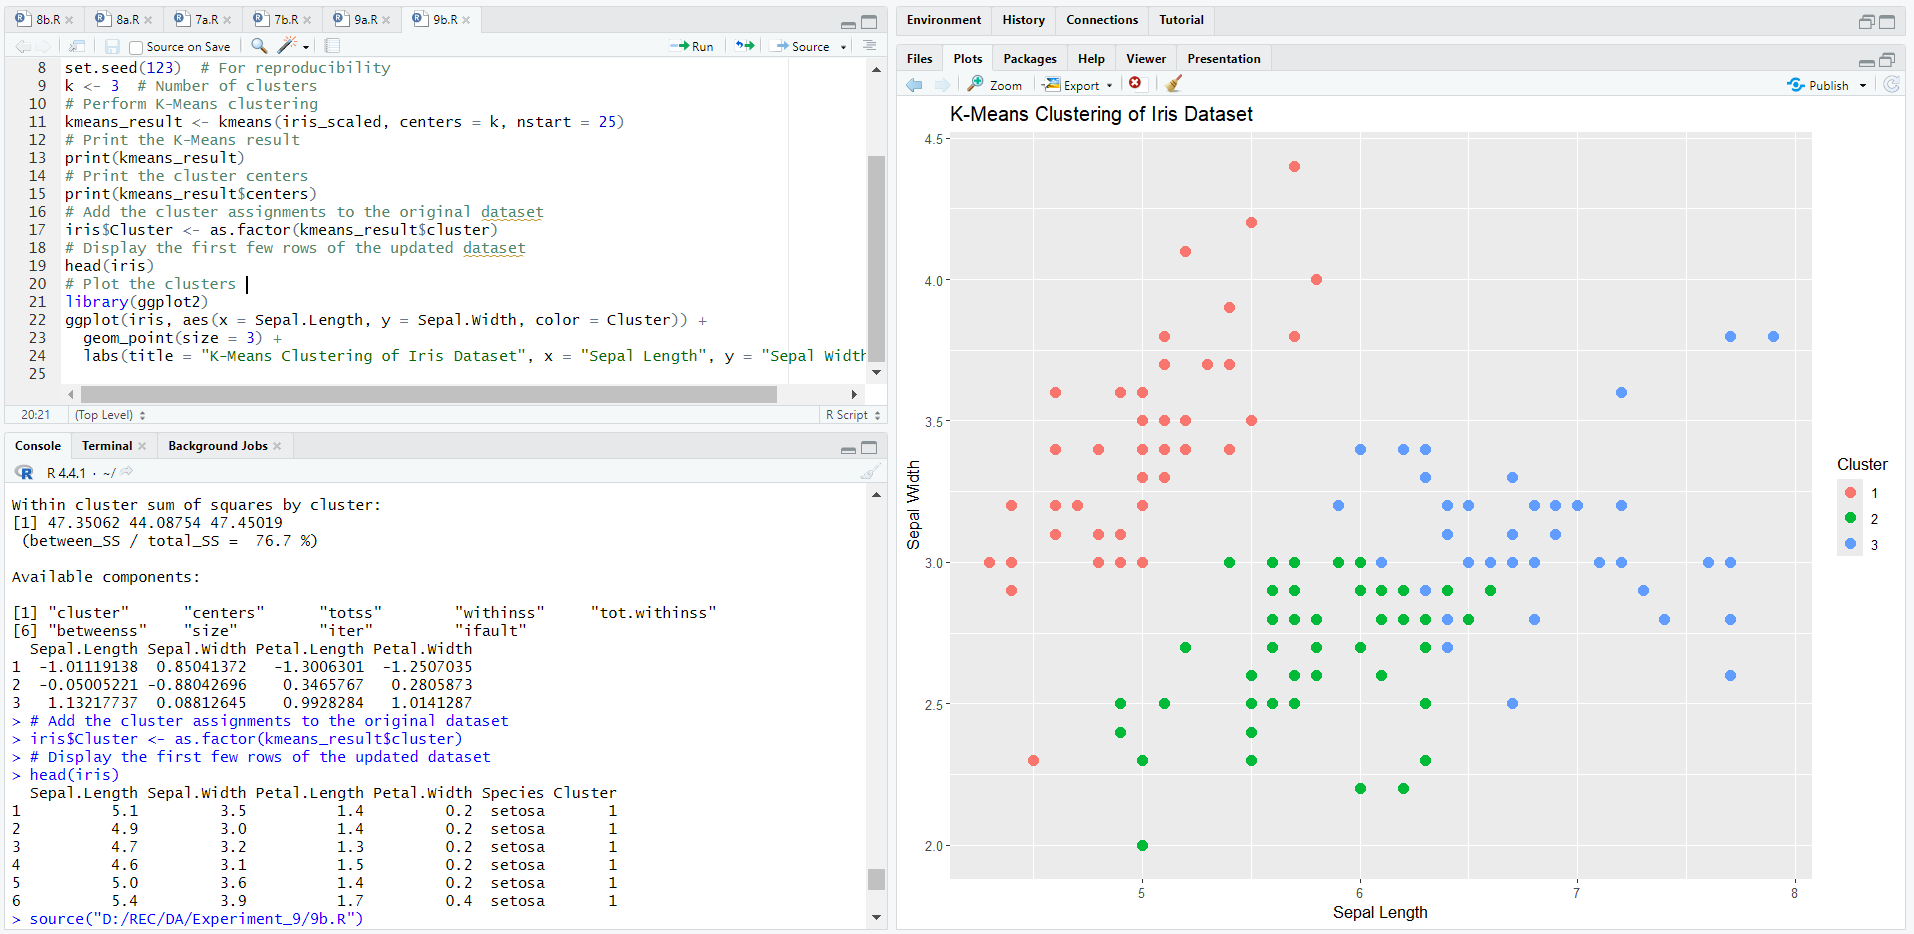 8b.R
8a.R
7a.R
7b.R
9a.R
9b.R
Source on Save
Run
Source
8 set.seed(123)  # For reproducibility
9 k <- 3  # Number of clusters
10 # Perform K-Means clustering
11 kmeans_result <- kmeans(iris_scaled, centers = k, nstart = 25)
12 # Print the K-Means result
13 print(kmeans_result)
14 # Print the cluster centers
15 print(kmeans_result$centers)
16 # Add the cluster assignments to the original dataset
17 iris$Cluster <- as.factor(kmeans_result$cluster)
18 # Display the first few rows of the updated dataset
19 head(iris)
20 # Plot the clusters
21 library(ggplot2)
22 ggplot(iris, aes(x = Sepal.Length, y = Sepal.Width, color = Cluster)) +
23   geom_point(size = 3) +
24   labs(title = "K-Means Clustering of Iris Dataset", x = "Sepal Length", y = "Sepal Width
25
20:21 (Top Level) R Script
Console Terminal Background Jobs
R 4.4.1 · ~/
Within cluster sum of squares by cluster:
[1] 47.35062 44.08754 47.45019
 (between_SS / total_SS =  76.7 %)
Available components:
[1] "cluster"      "centers"      "totss"        "withinss"     "tot.withinss"
[6] "betweenss"    "size"         "iter"         "ifault"
  Sepal.Length Sepal.Width Petal.Length Petal.Width
1  -1.01119138  0.85041372   -1.3006301  -1.2507035
2  -0.05005221 -0.88042696    0.3465767   0.2805873
3   1.13217737  0.08812645    0.9928284   1.0141287
> # Add the cluster assignments to the original dataset
> iris$Cluster <- as.factor(kmeans_result$cluster)
> # Display the first few rows of the updated dataset
> head(iris)
  Sepal.Length Sepal.Width Petal.Length Petal.Width Species Cluster
1          5.1         3.5          1.4         0.2  setosa       1
2          4.9         3.0          1.4         0.2  setosa       1
3          4.7         3.2          1.3         0.2  setosa       1
4          4.6         3.1          1.5         0.2  setosa       1
5          5.0         3.6          1.4         0.2  setosa       1
6          5.4         3.9          1.7         0.4  setosa       1
> source("D:/REC/DA/Experiment_9/9b.R")
Environment History Connections Tutorial
Files Plots Packages Help Viewer Presentation
Zoom Export Publish
K-Means Clustering of Iris Dataset
4.5
4.0
3.5
3.0
2.5
2.0
Sepal Width
5 6 7 8
Sepal Length
Cluster
1
2
3